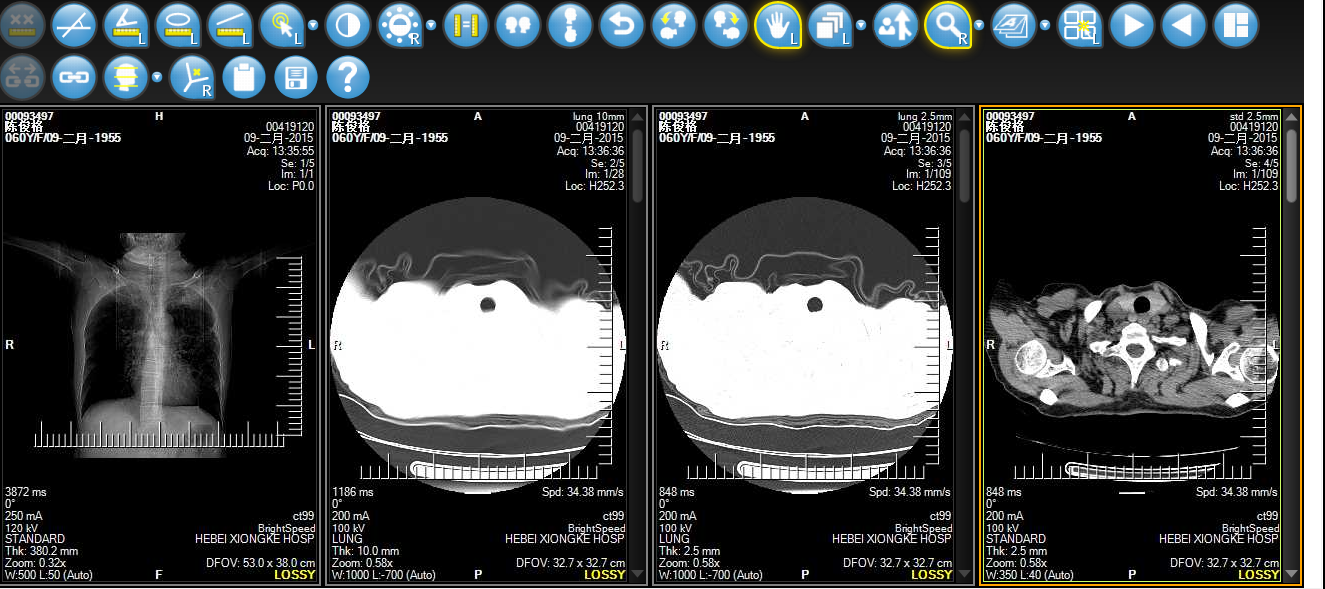 L
L
L
L
R
L
L
R
L
R
?
00093497
陈俊格
060Y/F/09-二月-1955
H
00419120
09-二月-2015
Acq: 13:35:55
Se: 1/5
Im: 1/1
Loc: P0.0
R
L
3872 ms
0°
250 mA
120 kV
STANDARD
Thk: 380.2 mm
Zoom: 0.32x
W:500 L:50 (Auto)
F
ct99
BrightSpeed
HEBEI XIONGKE HOSP
DFOV: 53.0 x 38.0 cm
LOSSY
00093497
陈俊格
060Y/F/09-二月-1955
A
lung 10mm
00419120
09-二月-2015
Acq: 13:36:36
Se: 2/5
Im: 1/28
Loc: H252.3
R
L
1186 ms
0°
200 mA
100 kV
LUNG
Thk: 10.0 mm
Zoom: 0.58x
W:1000 L:-700 (Auto)
P
Spd: 34.38 mm/s
ct99
BrightSpeed
HEBEI XIONGKE HOSP
DFOV: 32.7 x 32.7 cm
LOSSY
00093497
陈俊格
060Y/F/09-二月-1955
A
lung 2.5mm
00419120
09-二月-2015
Acq: 13:36:36
Se: 3/5
Im: 1/109
Loc: H252.3
R
L
848 ms
0°
200 mA
100 kV
LUNG
Thk: 2.5 mm
Zoom: 0.58x
W:1000 L:-700 (Auto)
P
Spd: 34.38 mm/s
ct99
BrightSpeed
HEBEI XIONGKE HOSP
DFOV: 32.7 x 32.7 cm
LOSSY
00093497
陈俊格
060Y/F/09-二月-1955
A
std 2.5mm
00419120
09-二月-2015
Acq: 13:36:36
Se: 4/5
Im: 1/109
Loc: H252.3
R
L
848 ms
0°
200 mA
100 kV
STANDARD
Thk: 2.5 mm
Zoom: 0.58x
W:350 L:40 (Auto)
P
Spd: 34.38 mm/s
ct99
BrightSpeed
HEBEI XIONGKE HOSP
DFOV: 32.7 x 32.7 cm
LOSSY